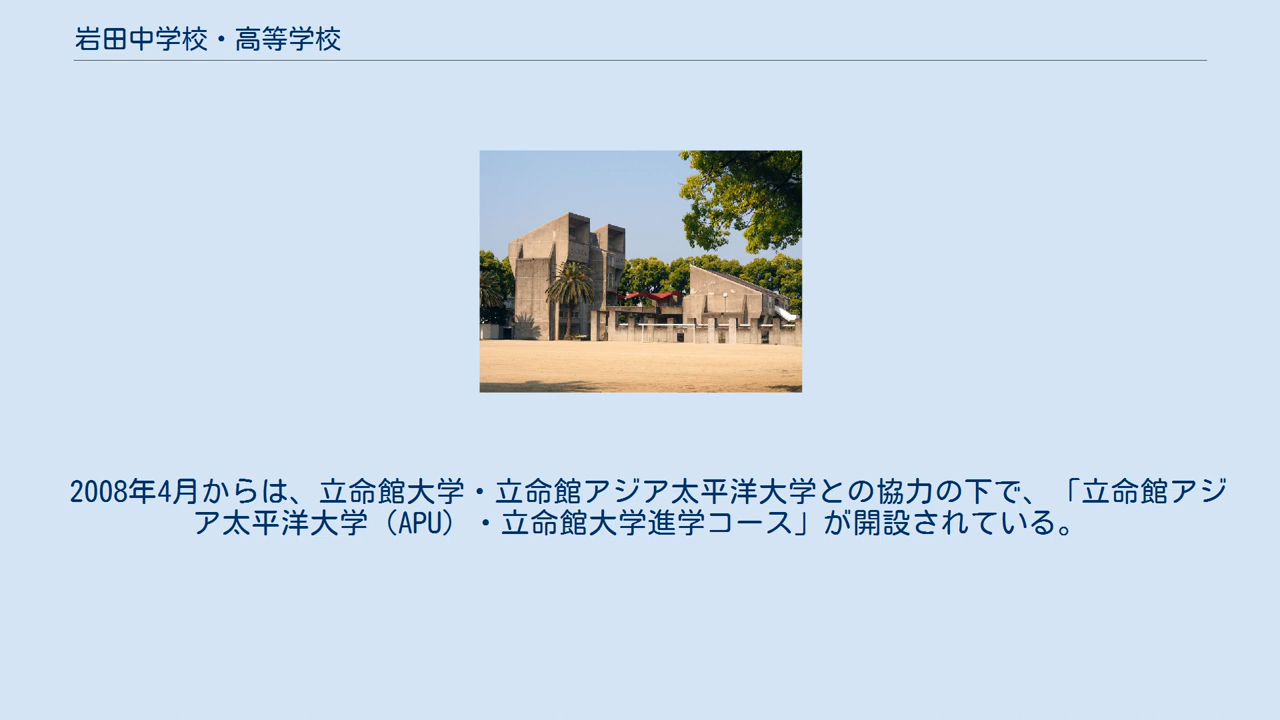 岩田中学校・高等学校
2008年4月からは、立命館大学・立命館アジア太平洋大学との協力の下で、「立命館アジ
ア太平洋大学（APU）・立命館大学進学コース」が開設されている。